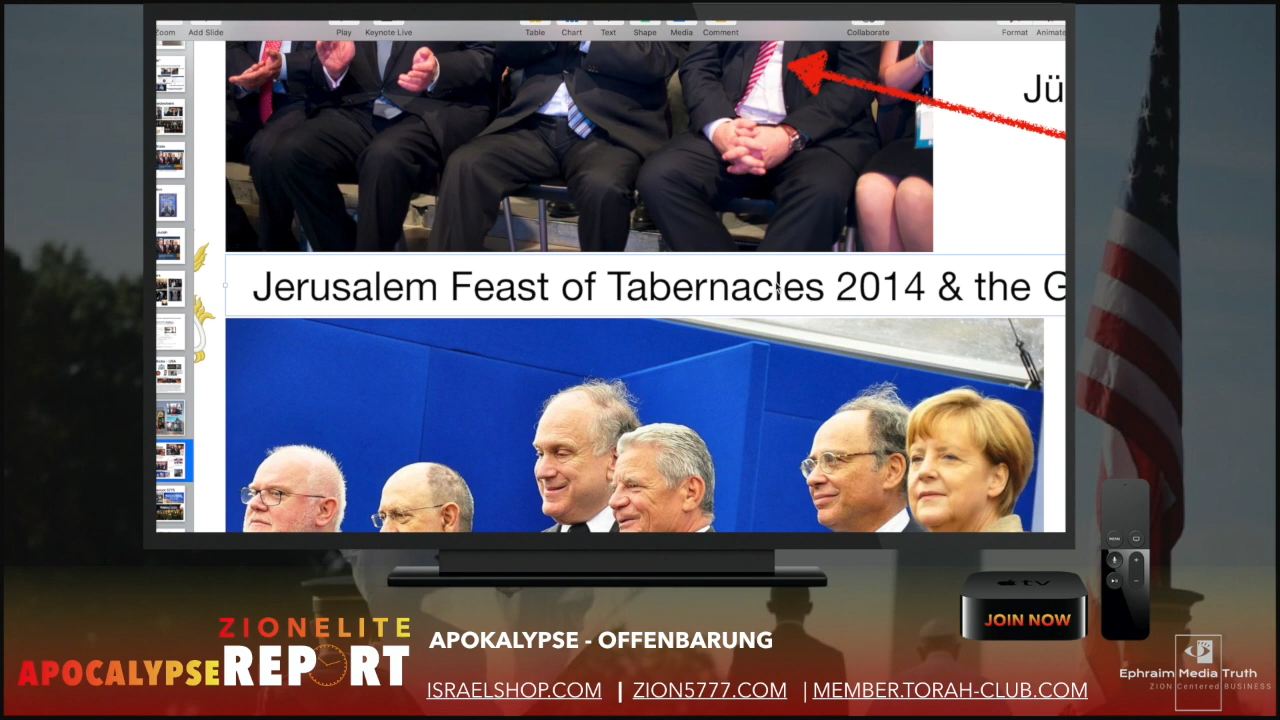 Zoom Add Slide Play Keynote Live Table Chart Text Shape Media Comment Collaborate Format Animate
Jü
Jerusalem Feast of Tabernacles 2014 & the G
tv
MENU
JOIN NOW
ZIONELITE
APOCALYPSE REPORT
APOKALYPSE - OFFENBARUNG
ISRAELSHOP.COM | ZION5777.COM | MEMBER.TORAH-CLUB.COM
Ephraim Media Truth
ZION Centered BUSINESS